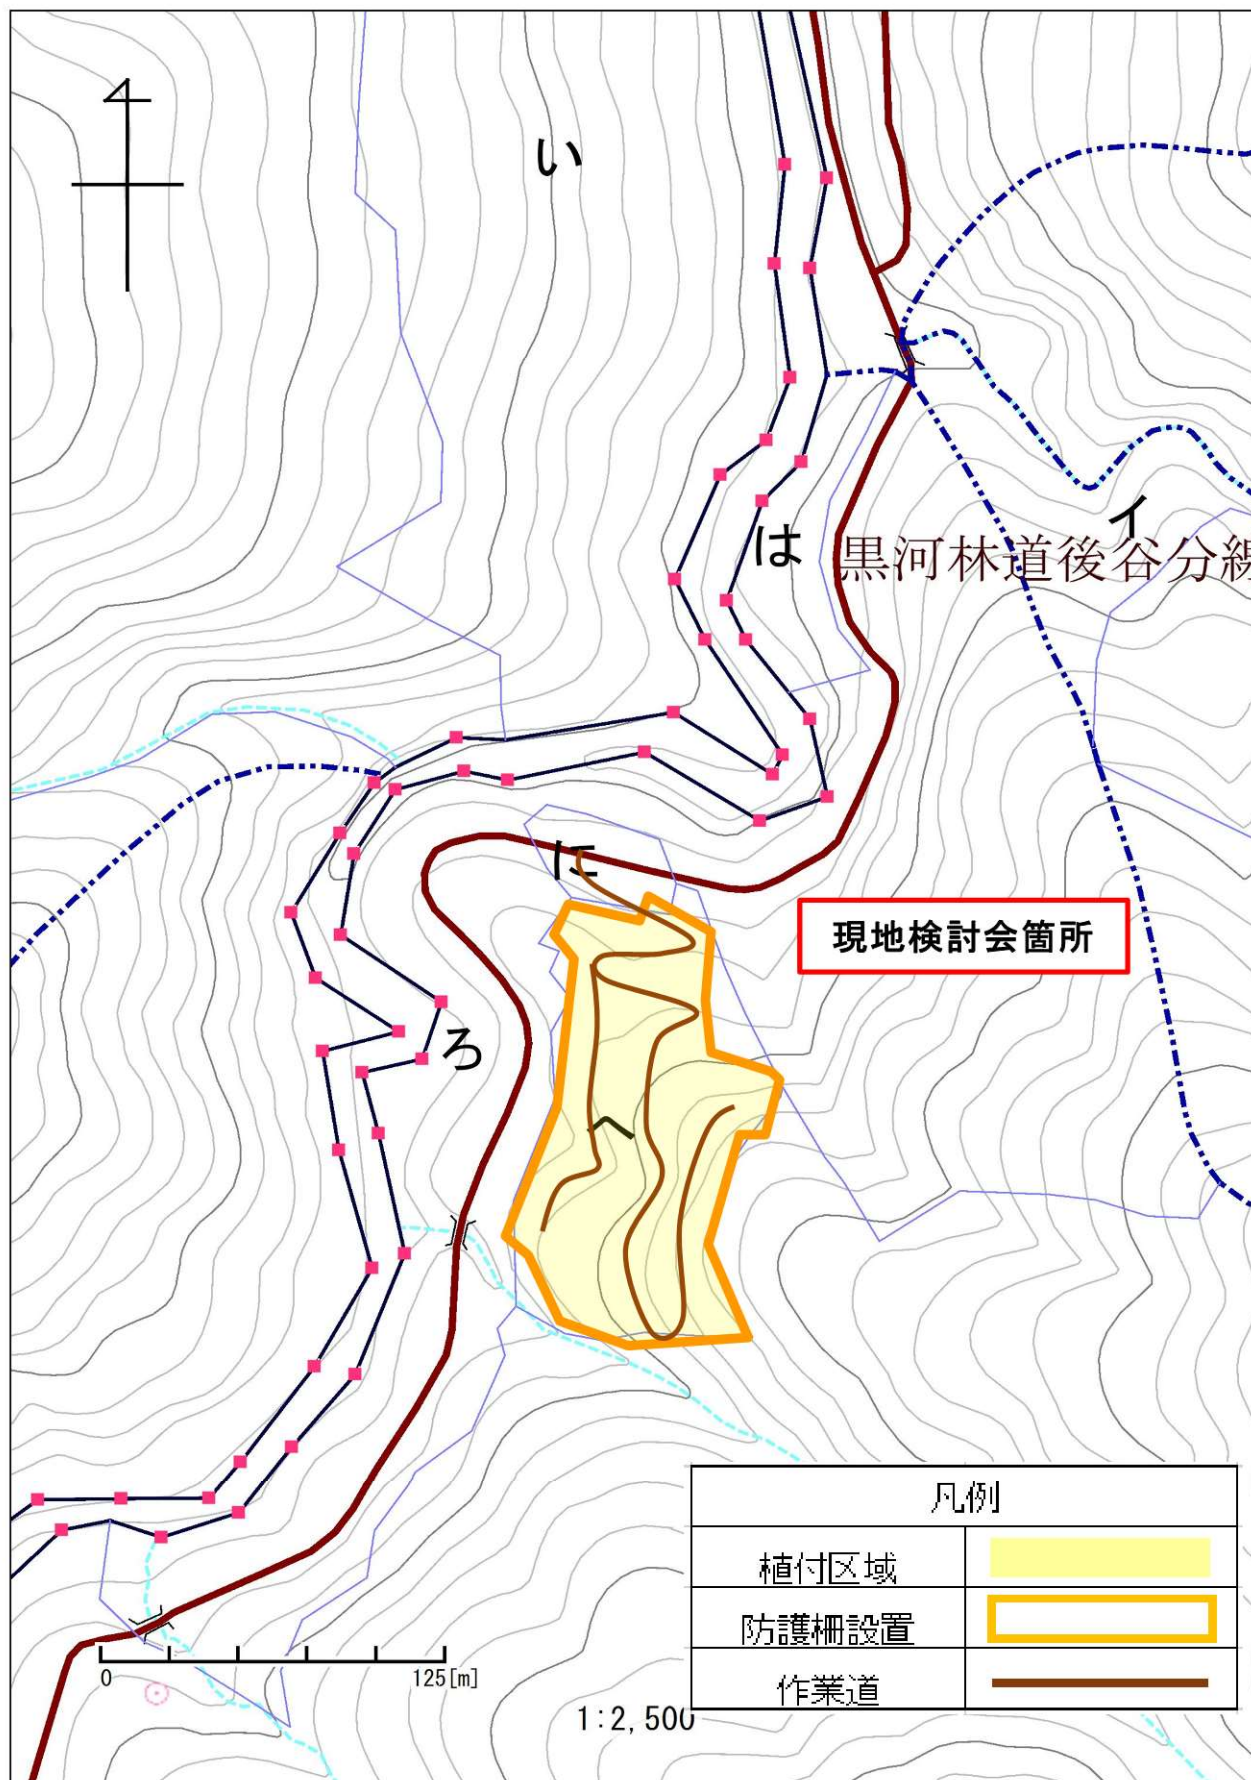 い
イ
は
黒河林道後谷分線
に
現地検討会箇所
ろ
へ
凡例
植付区域
防護柵設置
作業道
0 125[m]
1:2,500